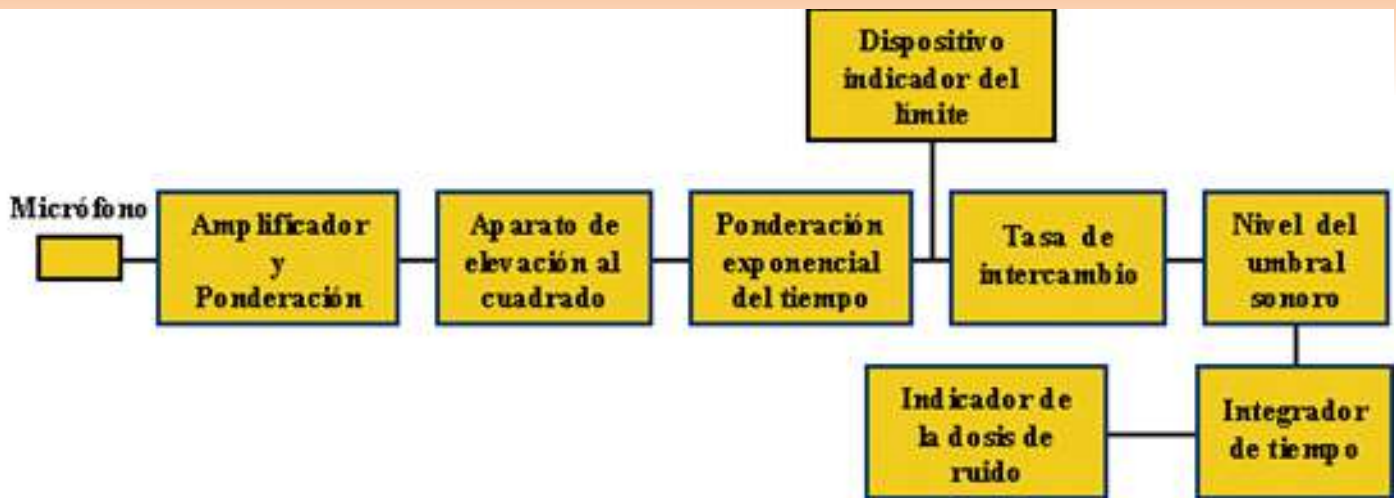 Dispositivo
indicador del
límite
Micrófono
Amplificador
y
Ponderación
Aparato de
elevación al
cuadrado
Ponderación
exponencial
del tiempo
Tasa de
intercambio
Nivel del
umbral
sonoro
Integrador
de tiempo
Indicador de
la dosis de
ruido